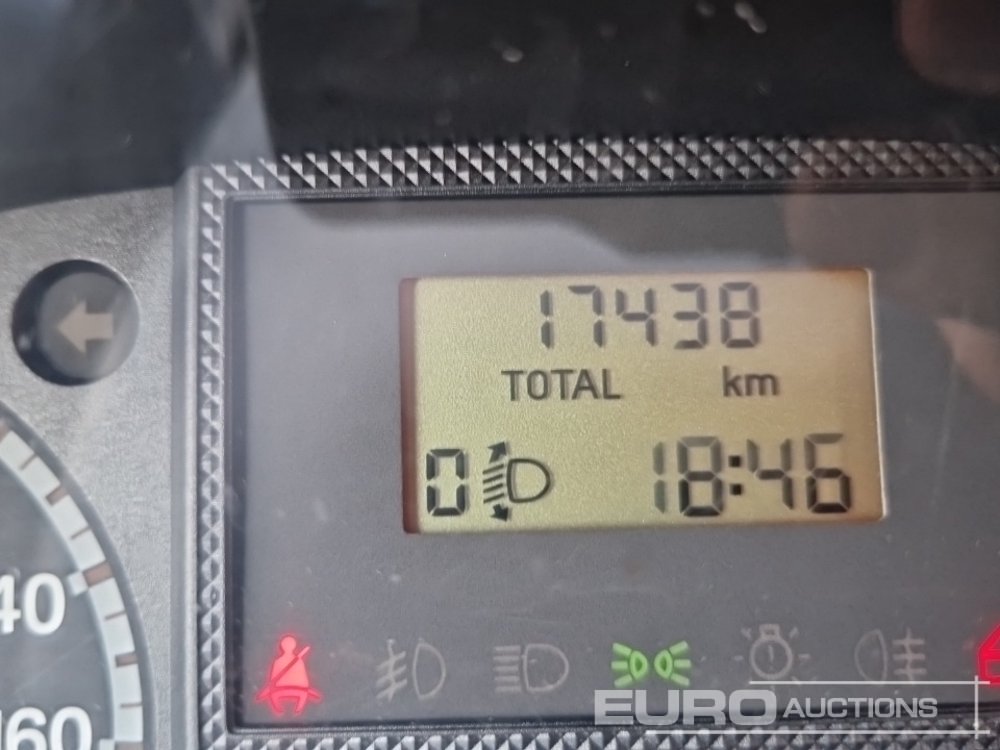 17438
TOTAL km
0 18:46
40
160
EURO AUCTIONS